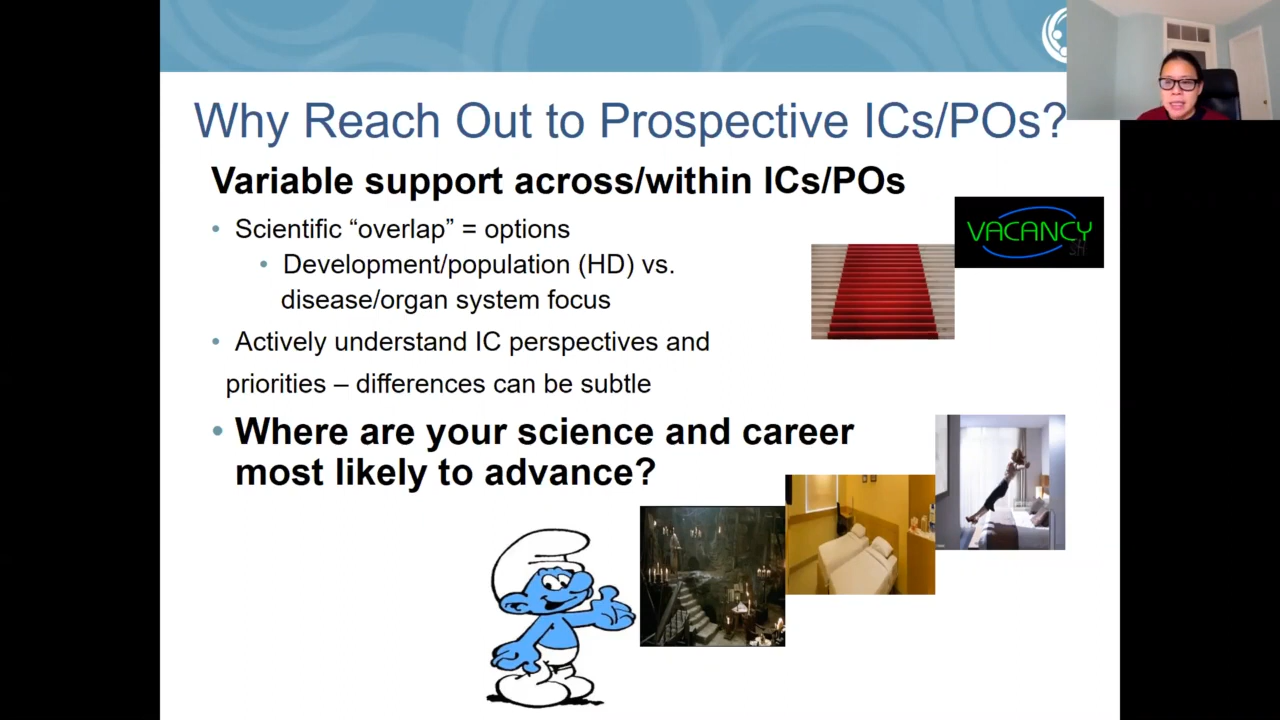 Why Reach Out to Prospective ICs/POs?
Variable support across/within ICs/POs
• Scientific “overlap” = options
• Development/population (HD) vs.
disease/organ system focus
• Actively understand IC perspectives and
priorities – differences can be subtle
• Where are your science and career
most likely to advance?
VACANCY